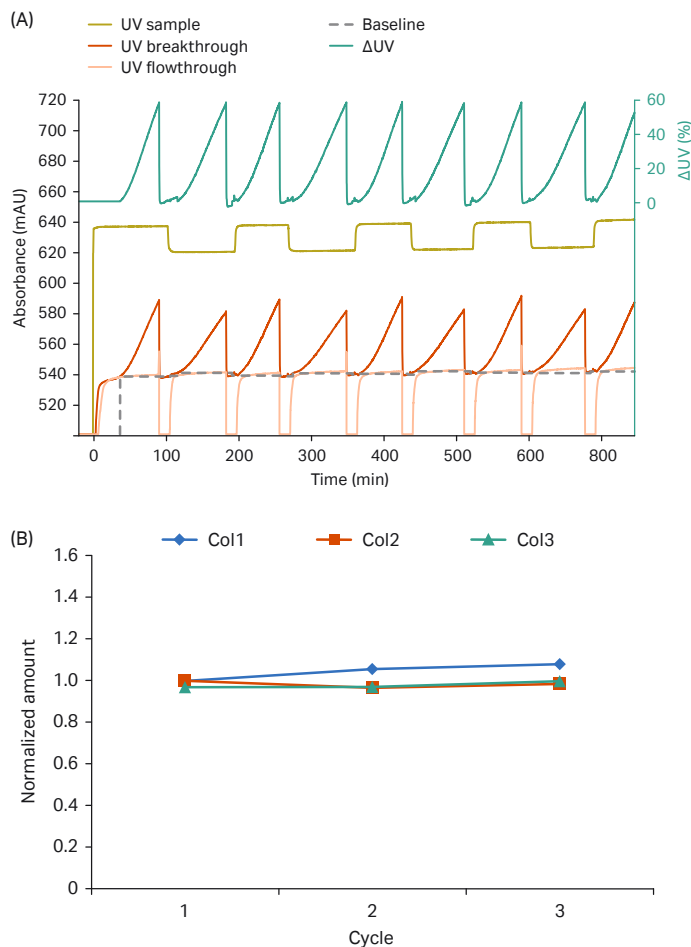 (A)
UV sample
UV breakthrough
UV flowthrough
Baseline
ΔUV
720
700
680
660
640
620
600
580
560
540
520
Absorbance (mAU)
60
40
20
0
ΔUV (%)
0 100 200 300 400 500 600 700 800
Time (min)
(B)
Col1 Col2 Col3
1.6
1.4
1.2
1.0
0.8
0.6
0.4
0.2
0
Normalized amount
1 2 3
Cycle